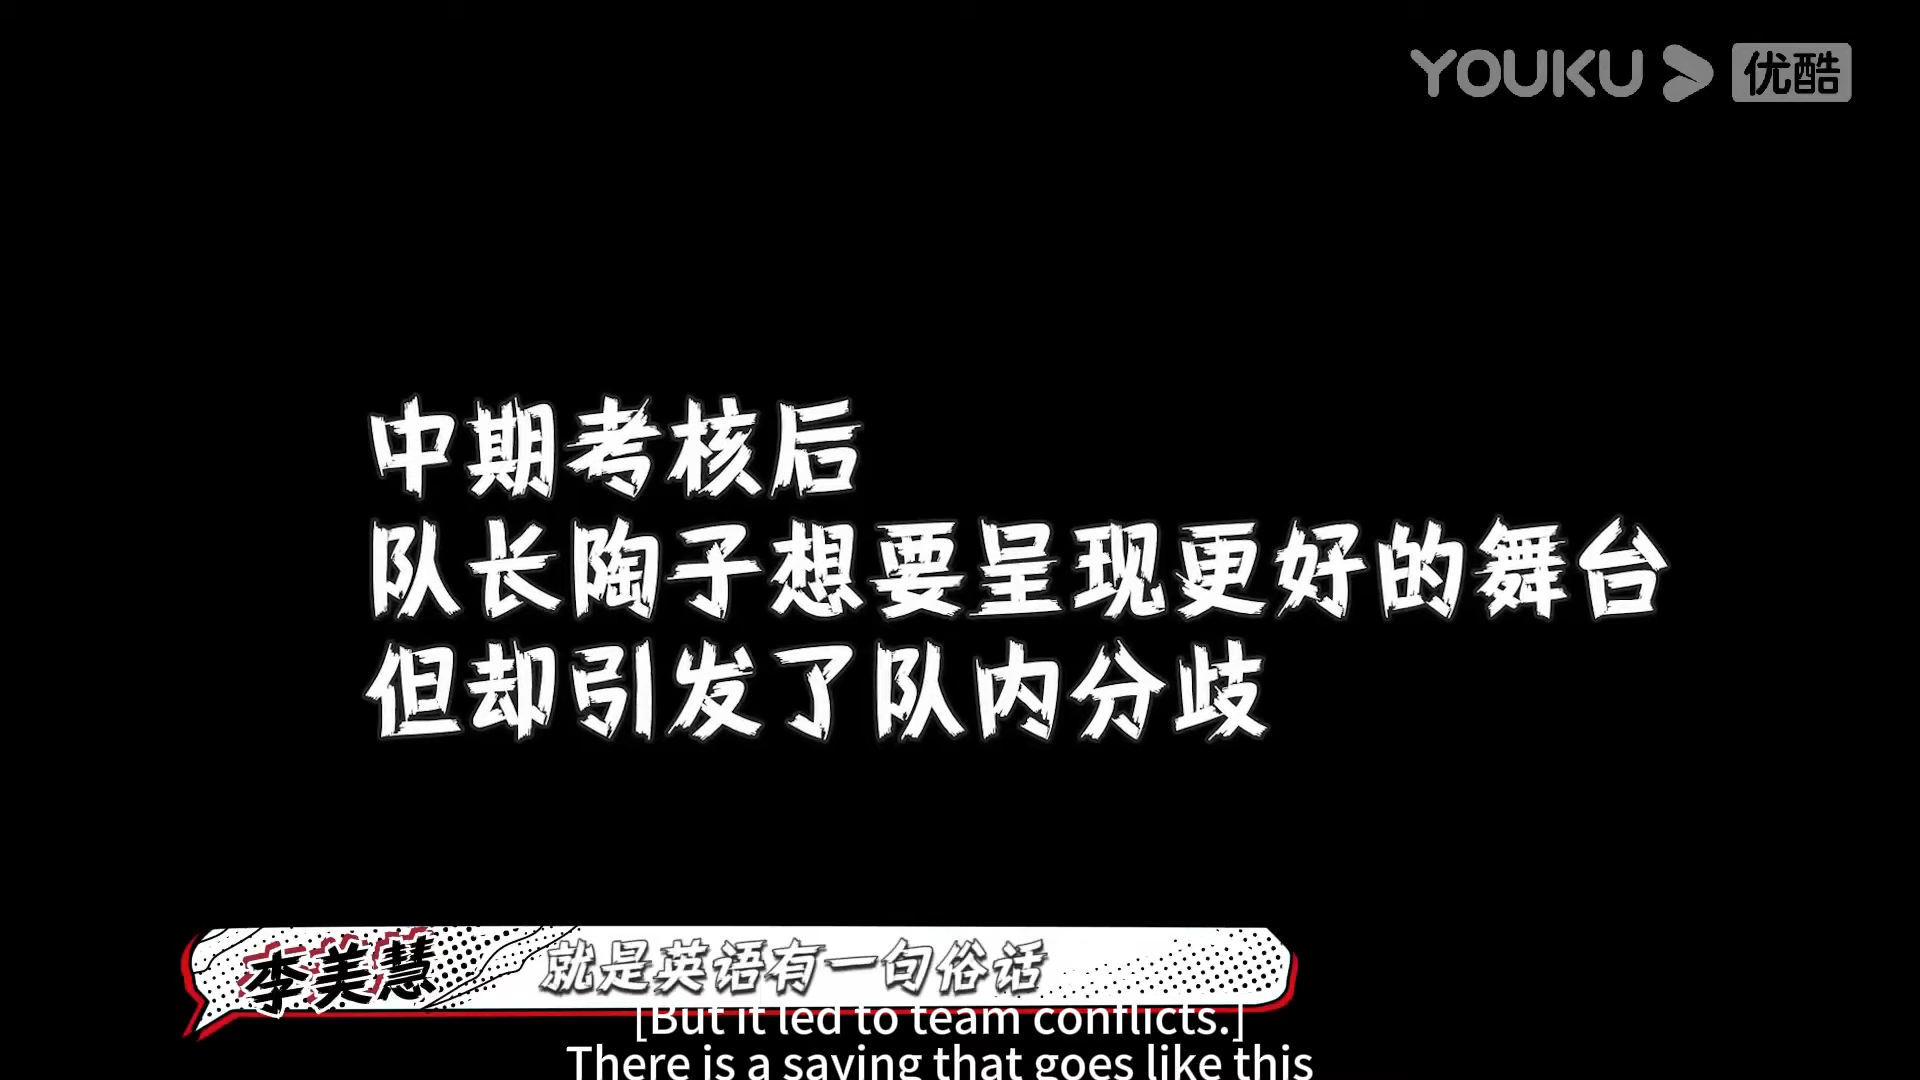 YOUKU 优酷
中期考核后
队长陶子想要呈现更好的舞台
但却引发了队内分歧
李美慧 就是英语有一句俗话
[But it led to team conflicts.]
There is a saying that goes like this